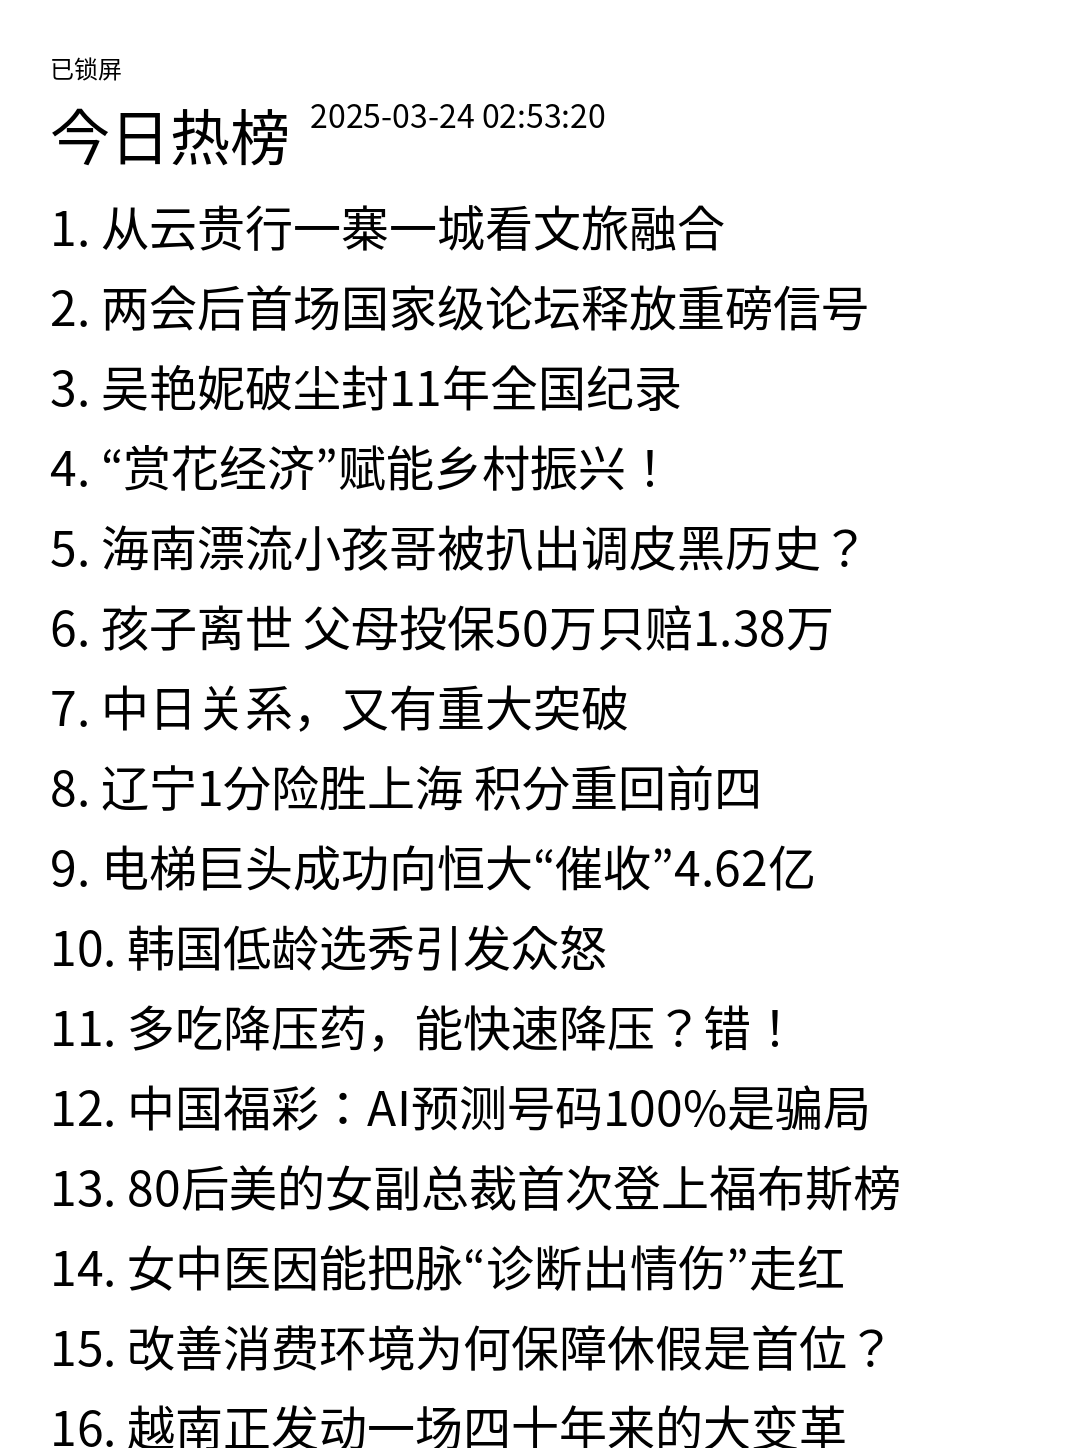 已锁屏
今日热榜 2025-03-24 02:53:20
1. 从云贵行一寨一城看文旅融合
2. 两会后首场国家级论坛释放重磅信号
3. 吴艳妮破尘封11年全国纪录
4. “赏花经济”赋能乡村振兴！
5. 海南漂流小孩哥被扒出调皮黑历史？
6. 孩子离世 父母投保50万只赔1.38万
7. 中日关系，又有重大突破
8. 辽宁1分险胜上海 积分重回前四
9. 电梯巨头成功向恒大“催收”4.62亿
10. 韩国低龄选秀引发众怒
11. 多吃降压药，能快速降压？错！
12. 中国福彩：AI预测号码100%是骗局
13. 80后美的女副总裁首次登上福布斯榜
14. 女中医因能把脉“诊断出情伤”走红
15. 改善消费环境为何保障休假是首位？
16. 越南正发动一场四十年来的大变革